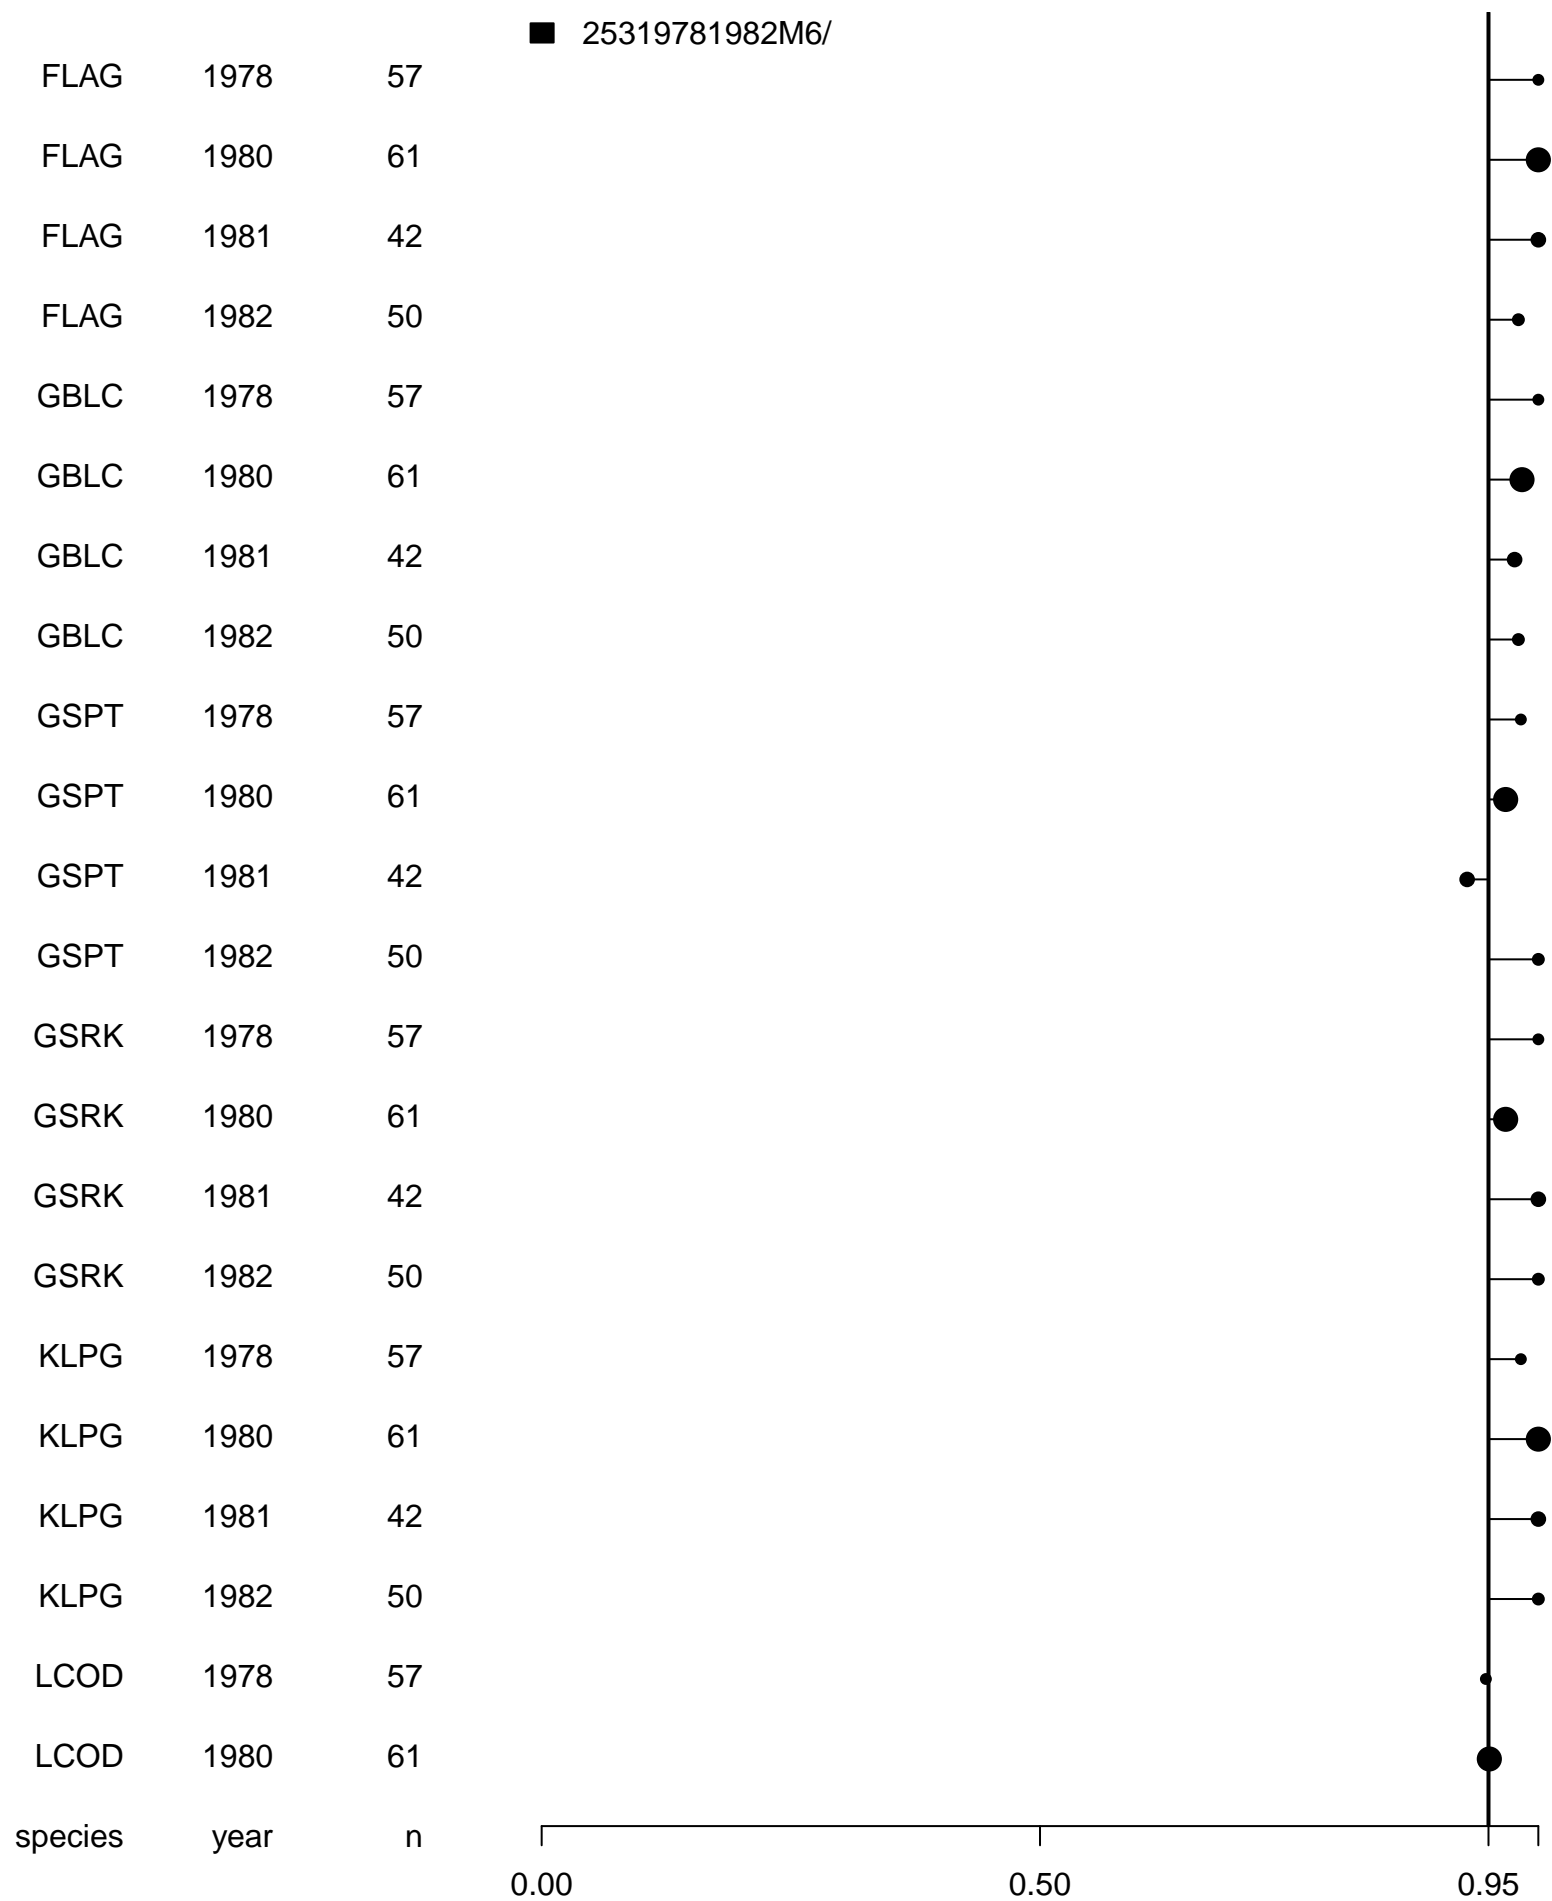 25319781982M6/
FLAG 1978 57
FLAG 1980 61
FLAG 1981 42
FLAG 1982 50
GBLC 1978 57
GBLC 1980 61
GBLC 1981 42
GBLC 1982 50
GSPT 1978 57
GSPT 1980 61
GSPT 1981 42
GSPT 1982 50
GSRK 1978 57
GSRK 1980 61
GSRK 1981 42
GSRK 1982 50
KLPG 1978 57
KLPG 1980 61
KLPG 1981 42
KLPG 1982 50
LCOD 1978 57
LCOD 1980 61
species year n
0.00 0.50 0.95